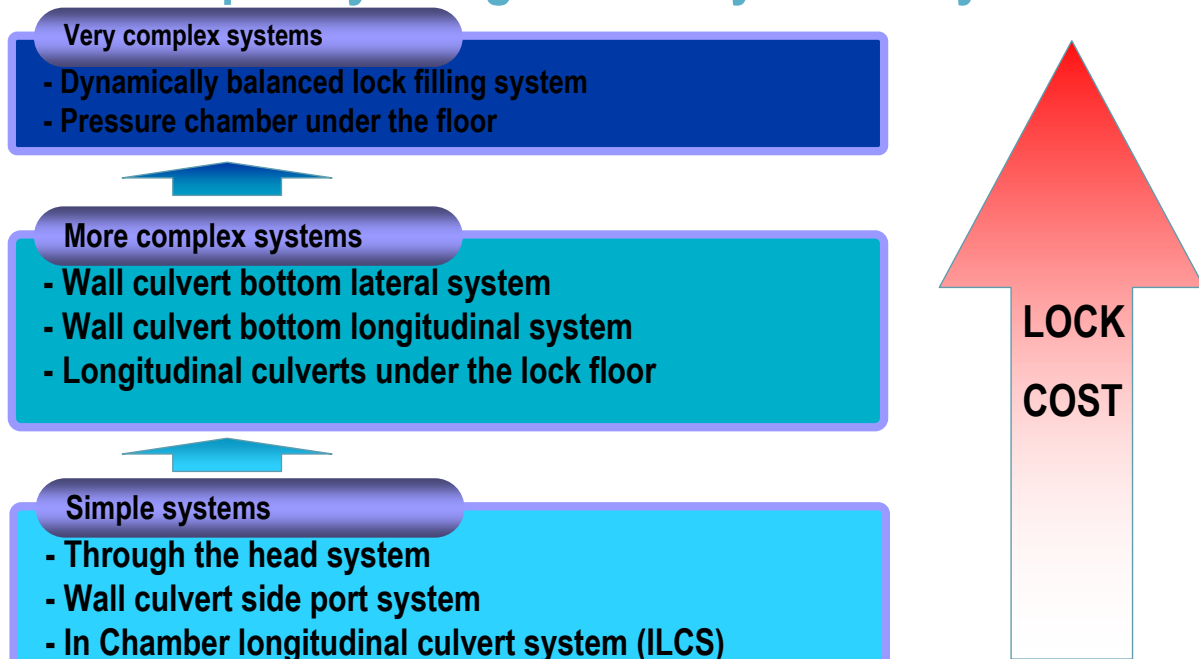 Very complex systems
- Dynamically balanced lock filling system
- Pressure chamber under the floor
More complex systems
- Wall culvert bottom lateral system
- Wall culvert bottom longitudinal system
- Longitudinal culverts under the lock floor
Simple systems
- Through the head system
- Wall culvert side port system
- In Chamber longitudinal culvert system (ILCS)
LOCK
COST